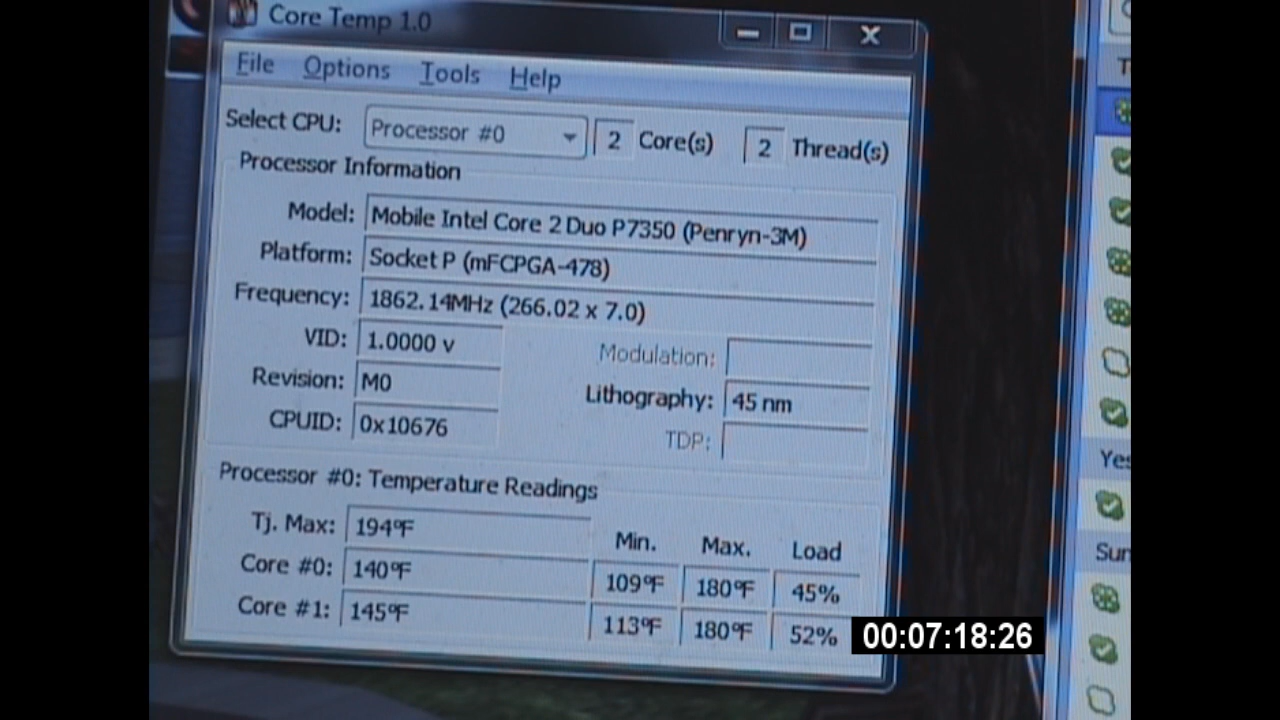 Core Temp 1.0
File Options Tools Help
Select CPU: Processor #0 2 Core(s) 2 Thread(s)
Processor Information
Model: Mobile Intel Core 2 Duo P7350 (Penryn-3M)
Platform: Socket P (mFCPGA-478)
Frequency: 1862.14MHz (266.02 x 7.0)
VID: 1.0000 v Modulation:
Revision: M0 Lithography: 45 nm
CPUID: 0x10676 TDP:
Processor #0: Temperature Readings
Tj. Max: 194°F Min. Max. Load
Core #0: 140°F 109°F 180°F 45%
Core #1: 145°F 113°F 180°F 52%
00:07:18:26